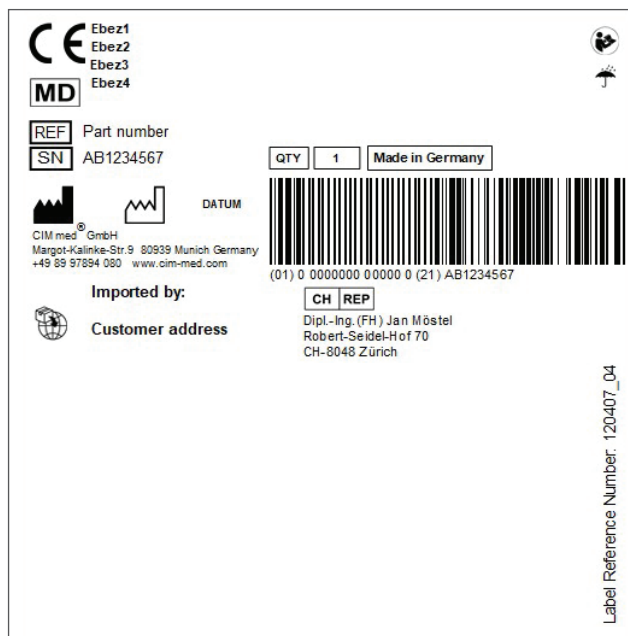 CE
Ebez1
Ebez2
Ebez3
Ebez4
MD
REF Part number
SN AB1234567
QTY 1 Made in Germany
DATUM
CIM med® GmbH
Margot-Kalinke-Str.9 80939 Munich Germany
+49 89 97894 080 www.cim-med.com
(01) 0 0000000 00000 0 (21) AB1234567
Imported by:
Customer address
CH REP
Dipl.-Ing.(FH) Jan Möstel
Robert-Seidel-Hof 70
CH-8048 Zürich
Label Reference Number: 120407_04